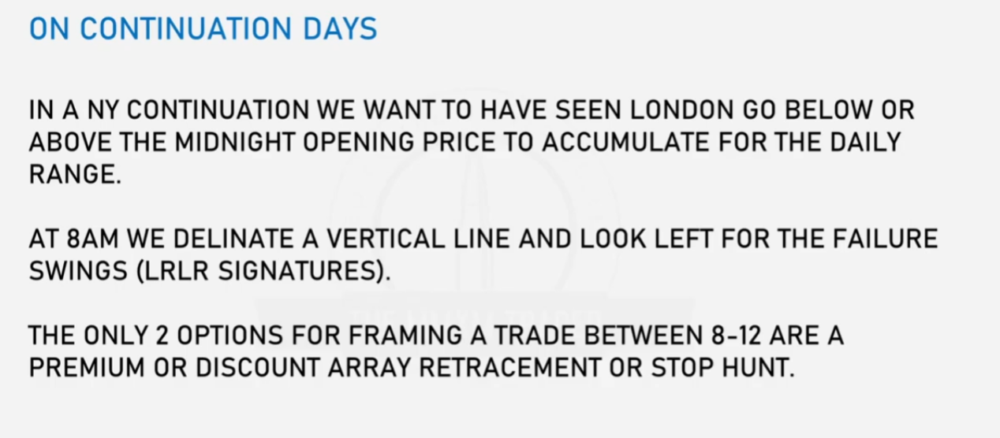 ON CONTINUATION DAYS
IN A NY CONTINUATION WE WANT TO HAVE SEEN LONDON GO BELOW OR
ABOVE THE MIDNIGHT OPENING PRICE TO ACCUMULATE FOR THE DAILY
RANGE.
AT 8AM WE DELINATE A VERTICAL LINE AND LOOK LEFT FOR THE FAILURE
SWINGS (LRLR SIGNATURES).
THE ONLY 2 OPTIONS FOR FRAMING A TRADE BETWEEN 8-12 ARE A
PREMIUM OR DISCOUNT ARRAY RETRACEMENT OR STOP HUNT.